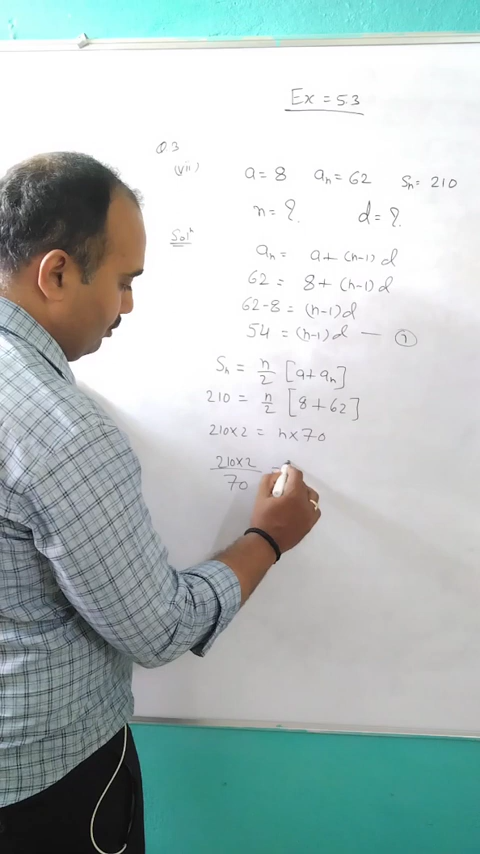 Ex = 5.3
Q 3
(vii) a = 8 an = 62 Sn = 210
n = ? d = ?
Solⁿ
an = a + (n-1) d
62 = 8 + (n-1) d
62-8 = (n-1) d
54 = (n-1) d — ①
Sn = n/2 [a + an]
210 = n/2 [8 + 62]
210×2 = n×70
210×2/70 =